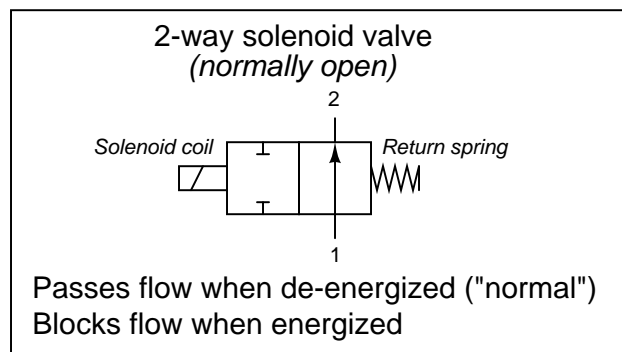 2-way solenoid valve
(normally open)
2
Solenoid coil
Return spring
1
Passes flow when de-energized ("normal")
Blocks flow when energized